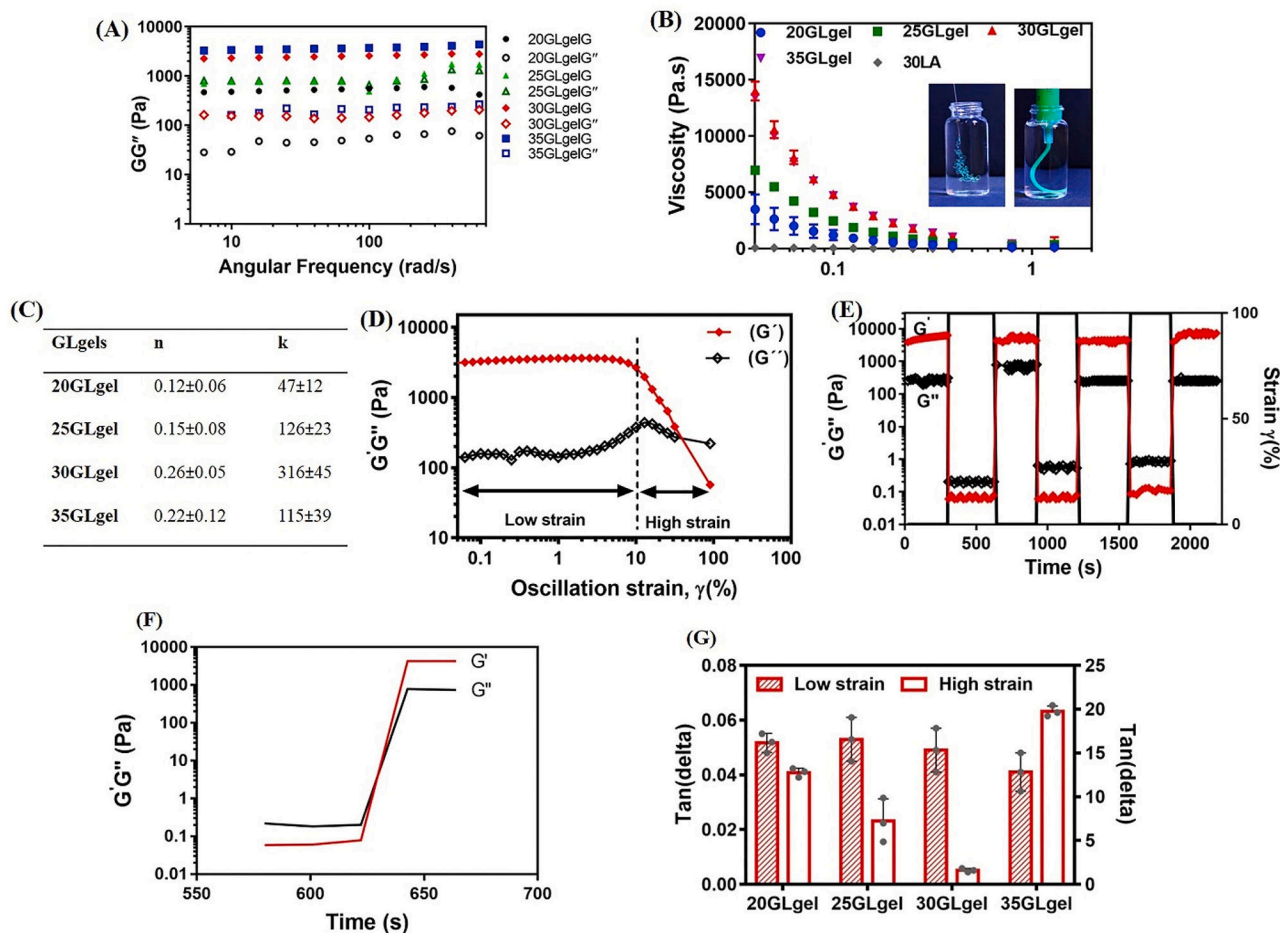 (A)
10000
1000
100
10
1
GG″ (Pa)
10
100
Angular Frequency (rad/s)
20GLgelG
20GLgelG″
25GLgelG
25GLgelG″
30GLgelG
30GLgelG″
35GLgelG
35GLgelG″
(B)
20000
15000
10000
5000
0
Viscosity (Pa.s)
20GLgel 25GLgel 30GLgel
35GLgel 30LA
0.1
1
(C)
GLgels n k
20GLgel 0.12±0.06 47±12
25GLgel 0.15±0.08 126±23
30GLgel 0.26±0.05 316±45
35GLgel 0.22±0.12 115±39
(D)
10000
1000
100
10
G'G'' (Pa)
(G´)
(G´´)
Low strain
High strain
0.1 1 10 100
Oscillation strain, γ(%)
(E)
10000
1000
100
10
1
0.1
0.01
G'G'' (Pa)
G'
G''
100
50
0
Strain γ(%)
0 500 1000 1500 2000
Time (s)
(F)
10000
1000
100
10
1
0.1
0.01
G'G'' (Pa)
G'
G''
550 600 650 700
Time (s)
(G)
0.08
0.06
0.04
0.02
0.00
Tan(delta)
Low strain High strain
25
20
15
10
5
0
Tan(delta)
20GLgel 25GLgel 30GLgel 35GLgel